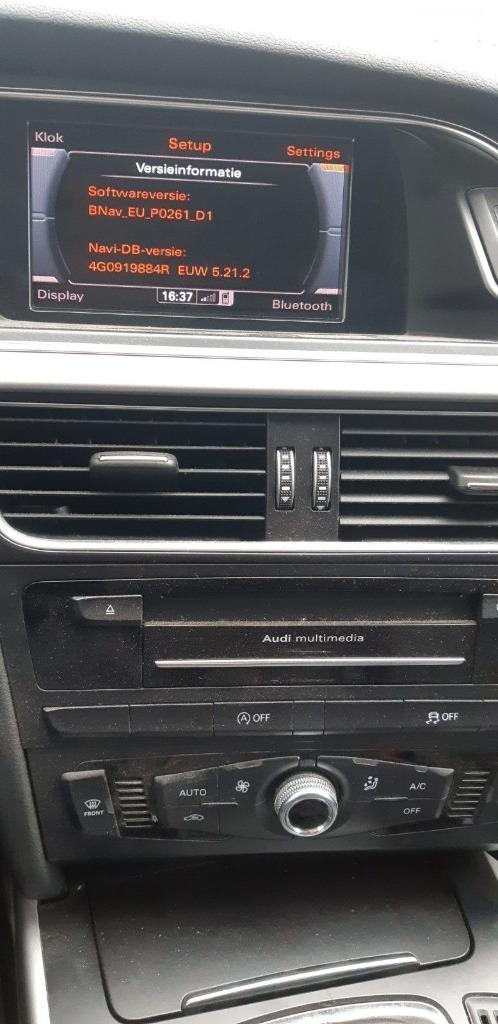 Klok
Setup
Settings
Versieinformatie
Softwareversie:
BNav_EU_P0261_D1
Navi-DB-versie:
4G0919884R EUW 5.21.2
Display
16:37
Bluetooth
Audi multimedia
A OFF
OFF
AUTO
A/C
FRONT
OFF